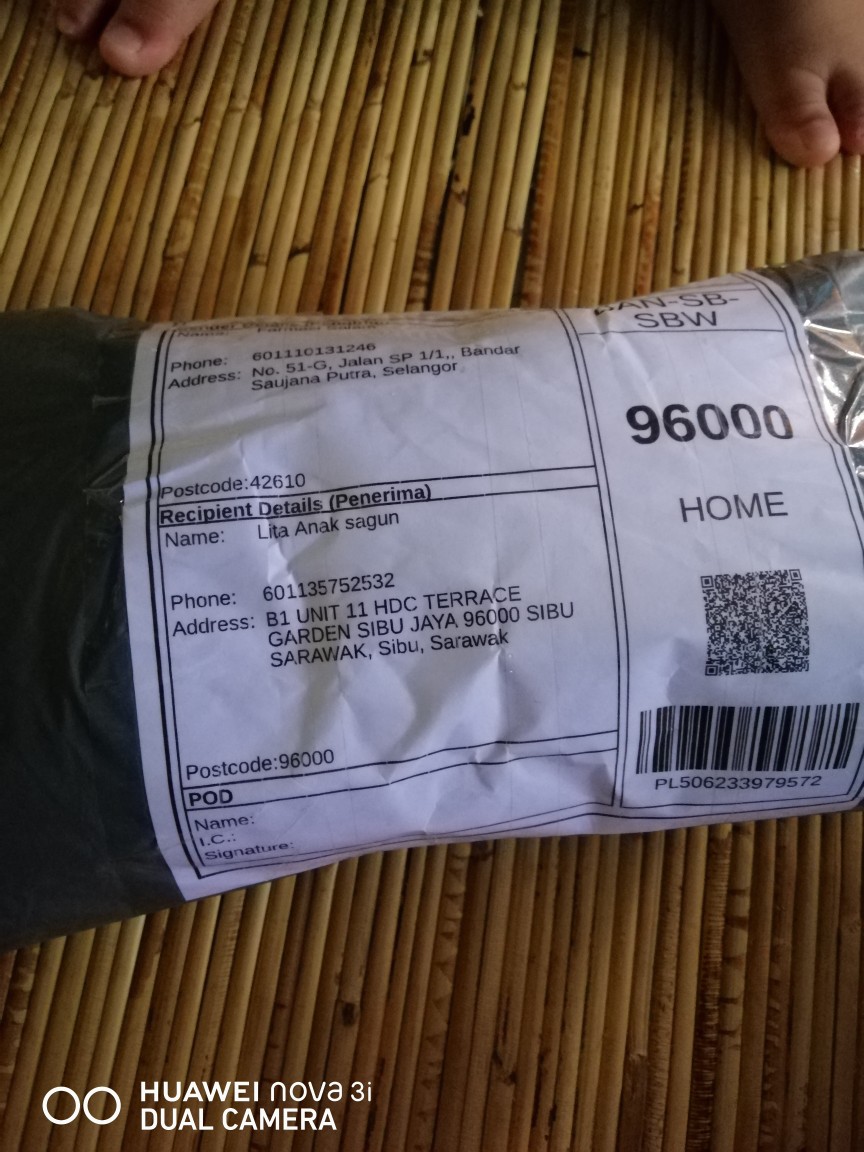 Name:
Phone: 601110131246
Address: No. 51-G, Jalan SP 1/1,, Bandar
Saujana Putra, Selangor
Postcode:42610
Recipient Details (Penerima)
Name: Lita Anak sagun
Phone: 601135752532
Address: B1 UNIT 11 HDC TERRACE
GARDEN SIBU JAYA 96000 SIBU
SARAWAK, Sibu, Sarawak
Postcode:96000
POD
Name:
I.C.:
Signature:
SBW
96000
HOME
PL506233979572
HUAWEI nova 3i
DUAL CAMERA